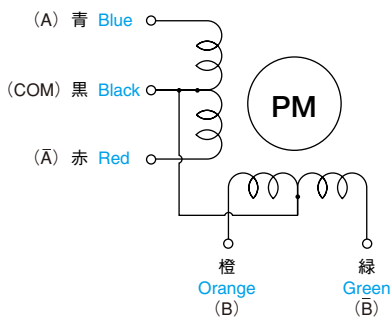 (A) 青 Blue
(COM) 黒 Black
(A̅) 赤 Red
PM
橙 緑
Orange Green
(B) (B̅)